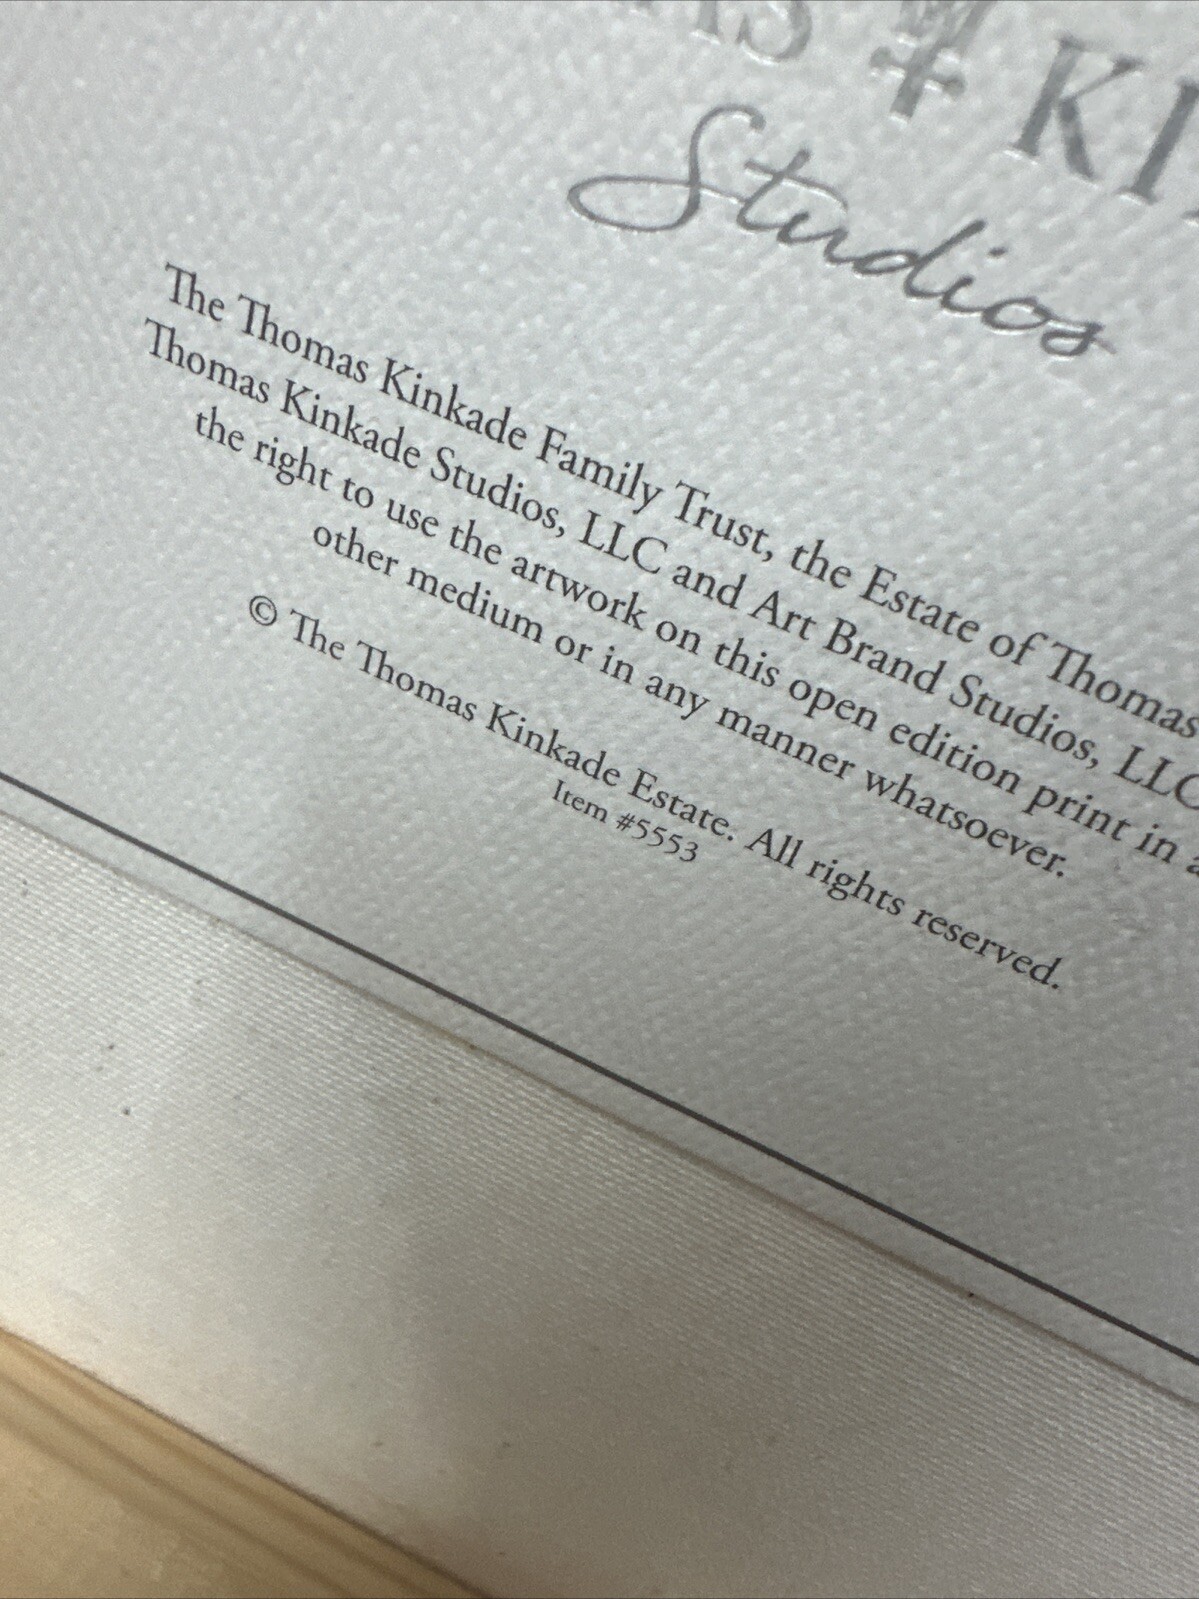 Studios
The Thomas Kinkade Family Trust, the Estate of Thomas
Thomas Kinkade Studios, LLC and Art Brand Studios, LLC
the right to use the artwork on this open edition print in a
other medium or in any manner whatsoever.
© The Thomas Kinkade Estate. All rights reserved.
Item #5553